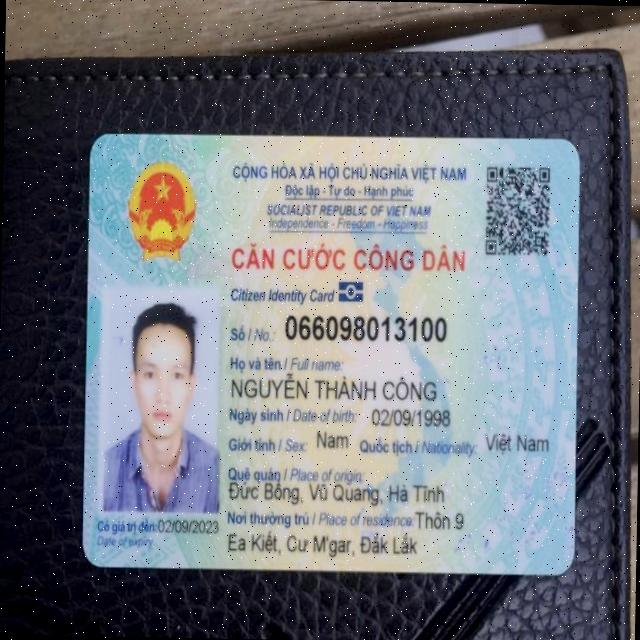 CỘNG HÒA XÃ HỘI CHỦ NGHĨA VIỆT NAM
Độc lập - Tự do - Hạnh phúc
SOCIALIST REPUBLIC OF VIET NAM
Independence - Freedom - Happiness
CĂN CƯỚC CÔNG DÂN
Citizen Identity Card
Số / No.: 066098013100
Họ và tên / Full name:
NGUYỄN THÀNH CÔNG
Ngày sinh / Date of birth: 02/09/1998
Giới tính / Sex: Nam Quốc tịch / Nationality: Việt Nam
Quê quán / Place of origin:
Đức Bồng, Vũ Quang, Hà Tĩnh
Nơi thường trú / Place of residence: Thôn 9
Ea Kiết, Cư M'gar, Đắk Lắk
Có giá trị đến: 02/09/2023
Date of expiry